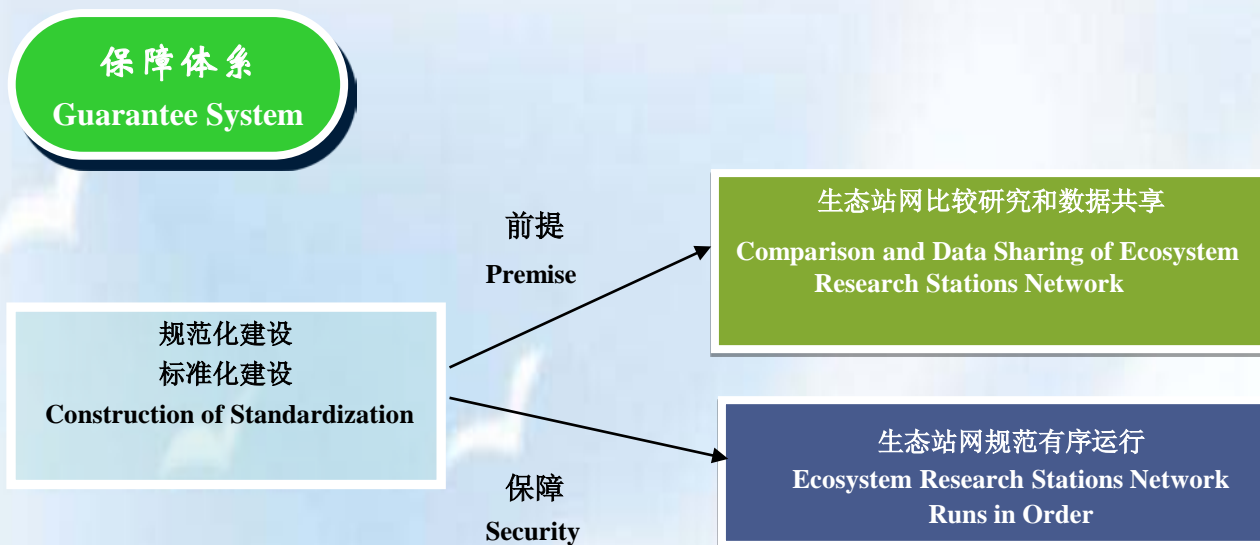 保障体系
Guarantee System
前提
Premise
规范化建设
标准化建设
Construction of Standardization
保障
Security
生态站网比较研究和数据共享
Comparison and Data Sharing of Ecosystem
Research Stations Network
生态站网规范有序运行
Ecosystem Research Stations Network
Runs in Order